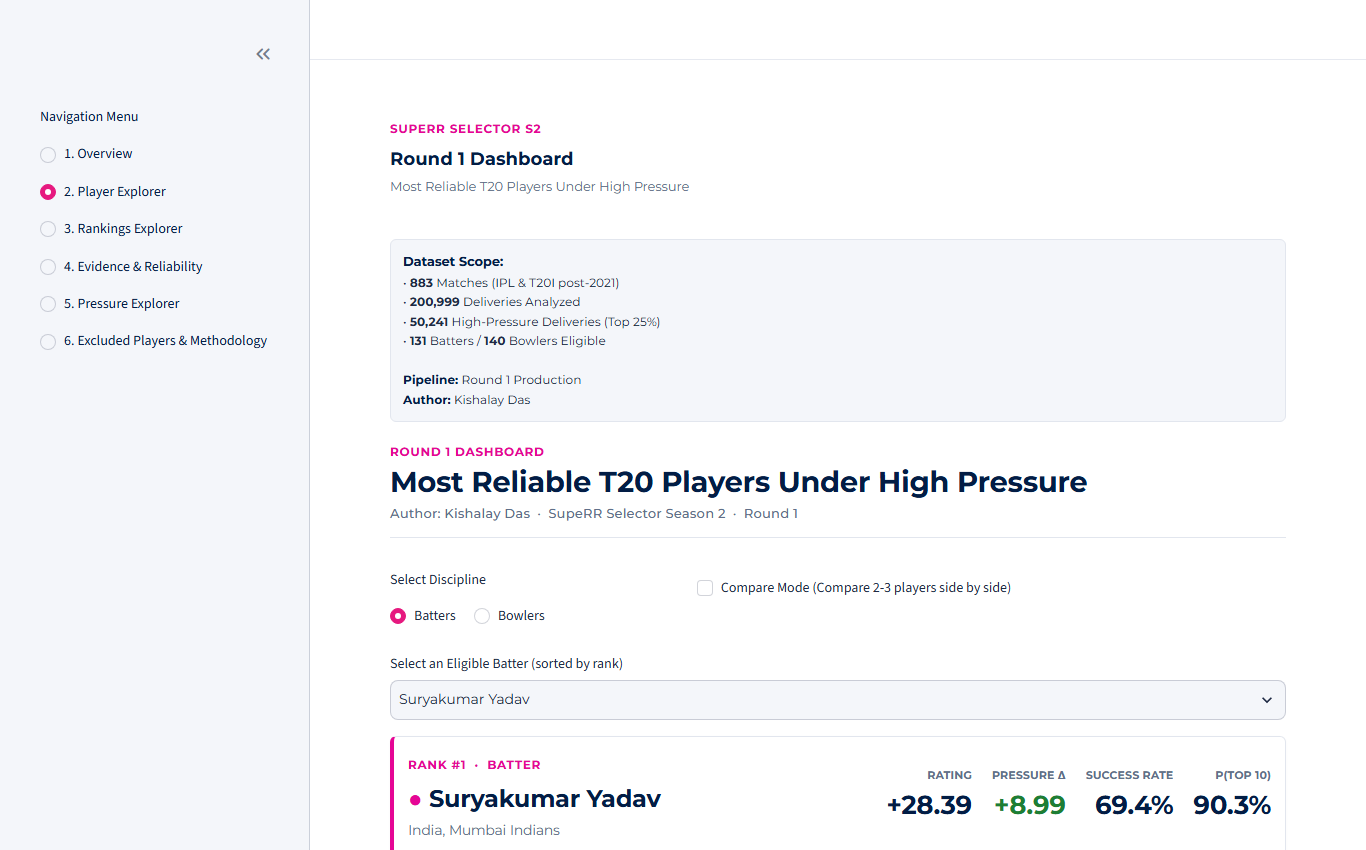 Navigation Menu
1. Overview
2. Player Explorer
3. Rankings Explorer
4. Evidence & Reliability
5. Pressure Explorer
6. Excluded Players & Methodology
SUPERR SELECTOR S2
Round 1 Dashboard
Most Reliable T20 Players Under High Pressure
Dataset Scope:
· 883 Matches (IPL & T20I post-2021)
· 200,999 Deliveries Analyzed
· 50,241 High-Pressure Deliveries (Top 25%)
· 131 Batters / 140 Bowlers Eligible
Pipeline: Round 1 Production
Author: Kishalay Das
ROUND 1 DASHBOARD
Most Reliable T20 Players Under High Pressure
Author: Kishalay Das · SupeRR Selector Season 2 · Round 1
Select Discipline
Batters Bowlers
Compare Mode (Compare 2-3 players side by side)
Select an Eligible Batter (sorted by rank)
Suryakumar Yadav
RANK #1 · BATTER
Suryakumar Yadav
India, Mumbai Indians
RATING PRESSURE Δ SUCCESS RATE P(TOP 10)
+28.39 +8.99 69.4% 90.3%